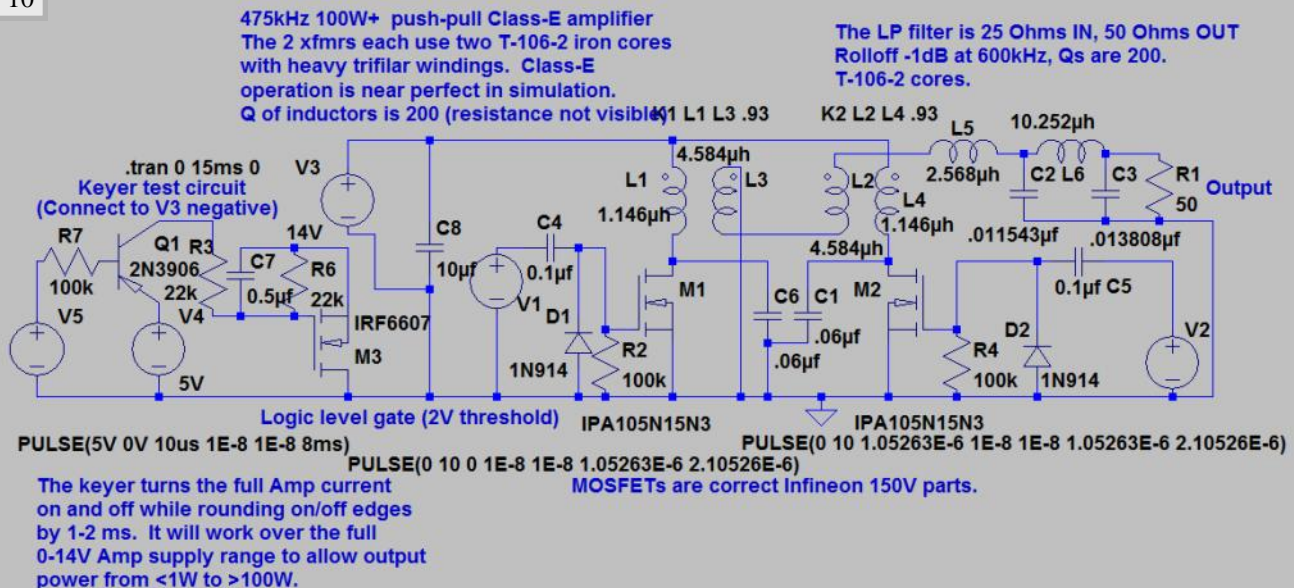 10
475kHz 100W+ push-pull Class-E amplifier
The 2 xfmrs each use two T-106-2 iron cores
with heavy trifilar windings. Class-E
operation is near perfect in simulation.
Q of inductors is 200 (resistance not visible)
The LP filter is 25 Ohms IN, 50 Ohms OUT
Rolloff -1dB at 600kHz, Qs are 200.
T-106-2 cores.
K1 L1 L3 .93
K2 L2 L4 .93
.tran 0 15ms 0
Keyer test circuit
(Connect to V3 negative)
V3
4.584µh
L1
L3
1.146µh
L2
L4
1.146µh
4.584µh
L5
2.568µh
10.252µh
C2 L6
C3
R1
50
Output
.011543µf
.013808µf
R7
100k
Q1
2N3906
R3
22k
C7
0.5µf
14V
R6
22k
IRF6607
M3
V5
V4
5V
C8
10µf
C4
0.1µf
V1
D1
1N914
R2
100k
M1
C6
.06µf
C1
.06µf
M2
R4
100k
D2
1N914
0.1µf C5
V2
Logic level gate (2V threshold)
IPA105N15N3
IPA105N15N3
PULSE(5V 0V 10us 1E-8 1E-8 8ms)
PULSE(0 10 0 1E-8 1E-8 1.05263E-6 2.10526E-6)
PULSE(0 10 1.05263E-6 1E-8 1E-8 1.05263E-6 2.10526E-6)
The keyer turns the full Amp current
on and off while rounding on/off edges
by 1-2 ms. It will work over the full
0-14V Amp supply range to allow output
power from <1W to >100W.
MOSFETs are correct Infineon 150V parts.